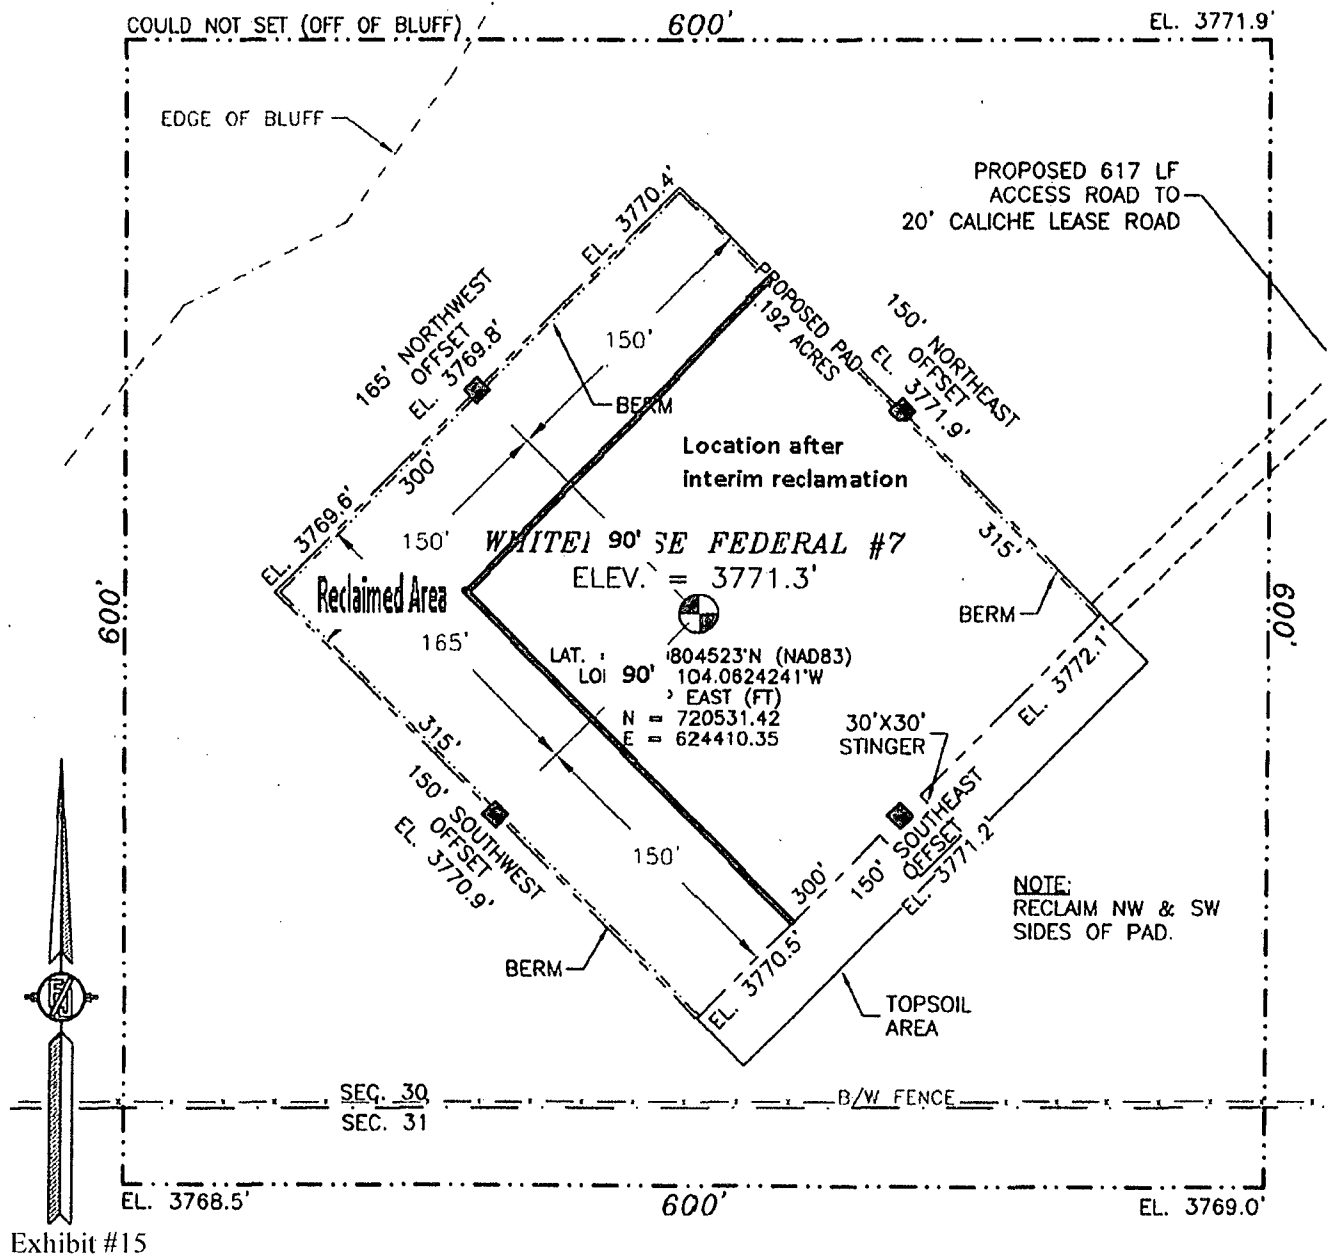 COULD NOT SET (OFF OF BLUFF)
600'
EL. 3771.9'
EDGE OF BLUFF
PROPOSED 617 LF
ACCESS ROAD TO
20' CALICHE LEASE ROAD
EL. 3770.4'
165' NORTHWEST
OFFSET
EL. 3769.8'
150'
BERM
PROPOSED PAD
.192 ACRES
150' NORTHEAST
OFFSET
EL. 3771.9'
300'
Location after
interim reclamation
EL. 3769.6'
150'
90'
SE FEDERAL #7
ELEV. = 3771.3'
315'
BERM
600'
600'
Reclaimed Area
165'
LAT. :
804523'N (NAD83)
90'
104.0624241'W
EAST (FT)
N = 720531.42
E = 624410.35
30'X30'
STINGER
EL. 3772.1'
315'
150' SOUTHWEST
OFFSET
EL. 3770.9'
150'
300'
150' SOUTHEAST
OFFSET
EL. 3771.2'
NOTE:
RECLAIM NW & SW
SIDES OF PAD.
BERM
EL. 3770.5'
TOPSOIL
AREA
SEC. 30
SEC. 31
B/W FENCE
EL. 3768.5'
600'
EL. 3769.0'
Exhibit #15